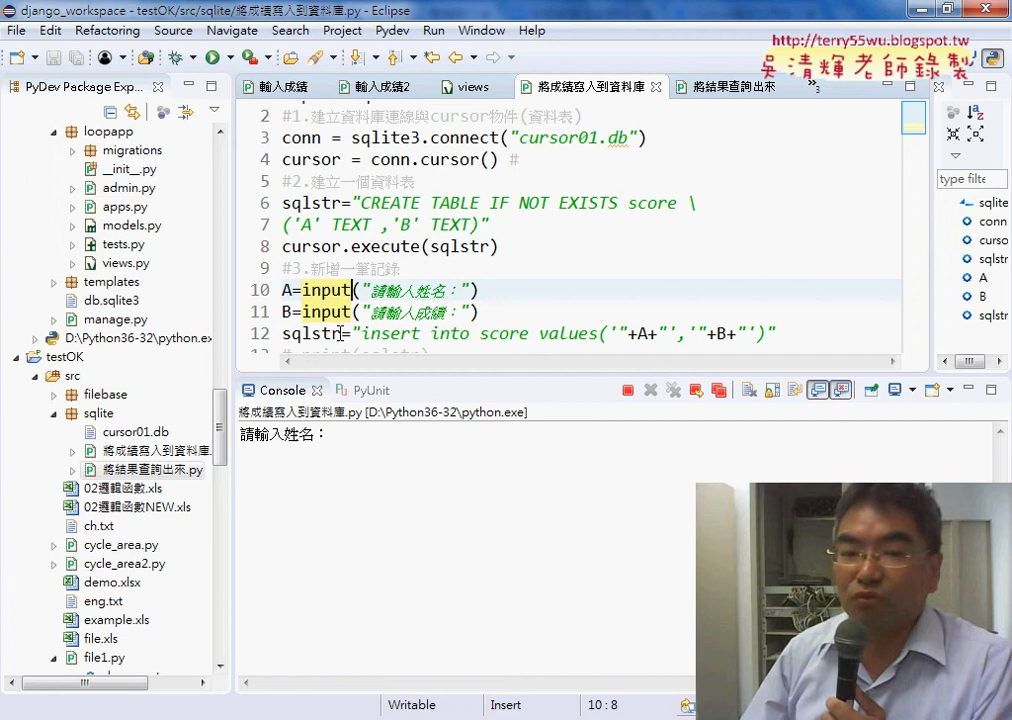 django_workspace - testOK/src/sqlite/將成績寫入到資料庫.py - Eclipse
File Edit Refactoring Source Navigate Search Project Pydev Run Window Help
http://terry55wu.blogspot.tw
吳清輝老師錄製
PyDev Package Exp...
輸入成績
輸入成績2
views
將成績寫入到資料庫
將結果查詢出來
3
loopapp
migrations
__init__.py
admin.py
apps.py
models.py
tests.py
views.py
templates
db.sqlite3
manage.py
D:\Python36-32\python.ex
testOK
src
filebase
sqlite
cursor01.db
將成績寫入到資料庫.
將結果查詢出來.py
02邏輯函數.xls
02邏輯函數NEW.xls
ch.txt
cycle_area.py
cycle_area2.py
demo.xlsx
eng.txt
example.xls
file.xls
file1.py
2 #1.建立資料庫連線與cursor物件(資料表)
3 conn = sqlite3.connect("cursor01.db")
4 cursor = conn.cursor() #
5 #2.建立一個資料表
6 sqlstr="CREATE TABLE IF NOT EXISTS score \
7 ('A' TEXT ,'B' TEXT)"
8 cursor.execute(sqlstr)
9 #3.新增一筆記錄
10 A=input("請輸入姓名：")
11 B=input("請輸入成績：")
12 sqlstr="insert into score values('"+A+"','"+B+"')"
# print(sqlstr)
type filte
sqlite
conn
curso
sqlstr
A
B
sqlstr
Console
PyUnit
將成績寫入到資料庫.py [D:\Python36-32\python.exe]
請輸入姓名：
Writable
Insert
10 : 8